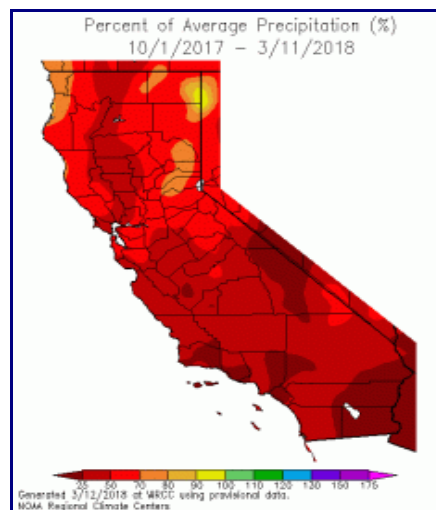 Percent of Average Precipitation (%)
10/1/2017 – 3/11/2018
25 50 70 80 90 100 110 120 130 150 175
Generated 3/12/2018 at WRCC using provisional data.
NOAA Regional Climate Centers